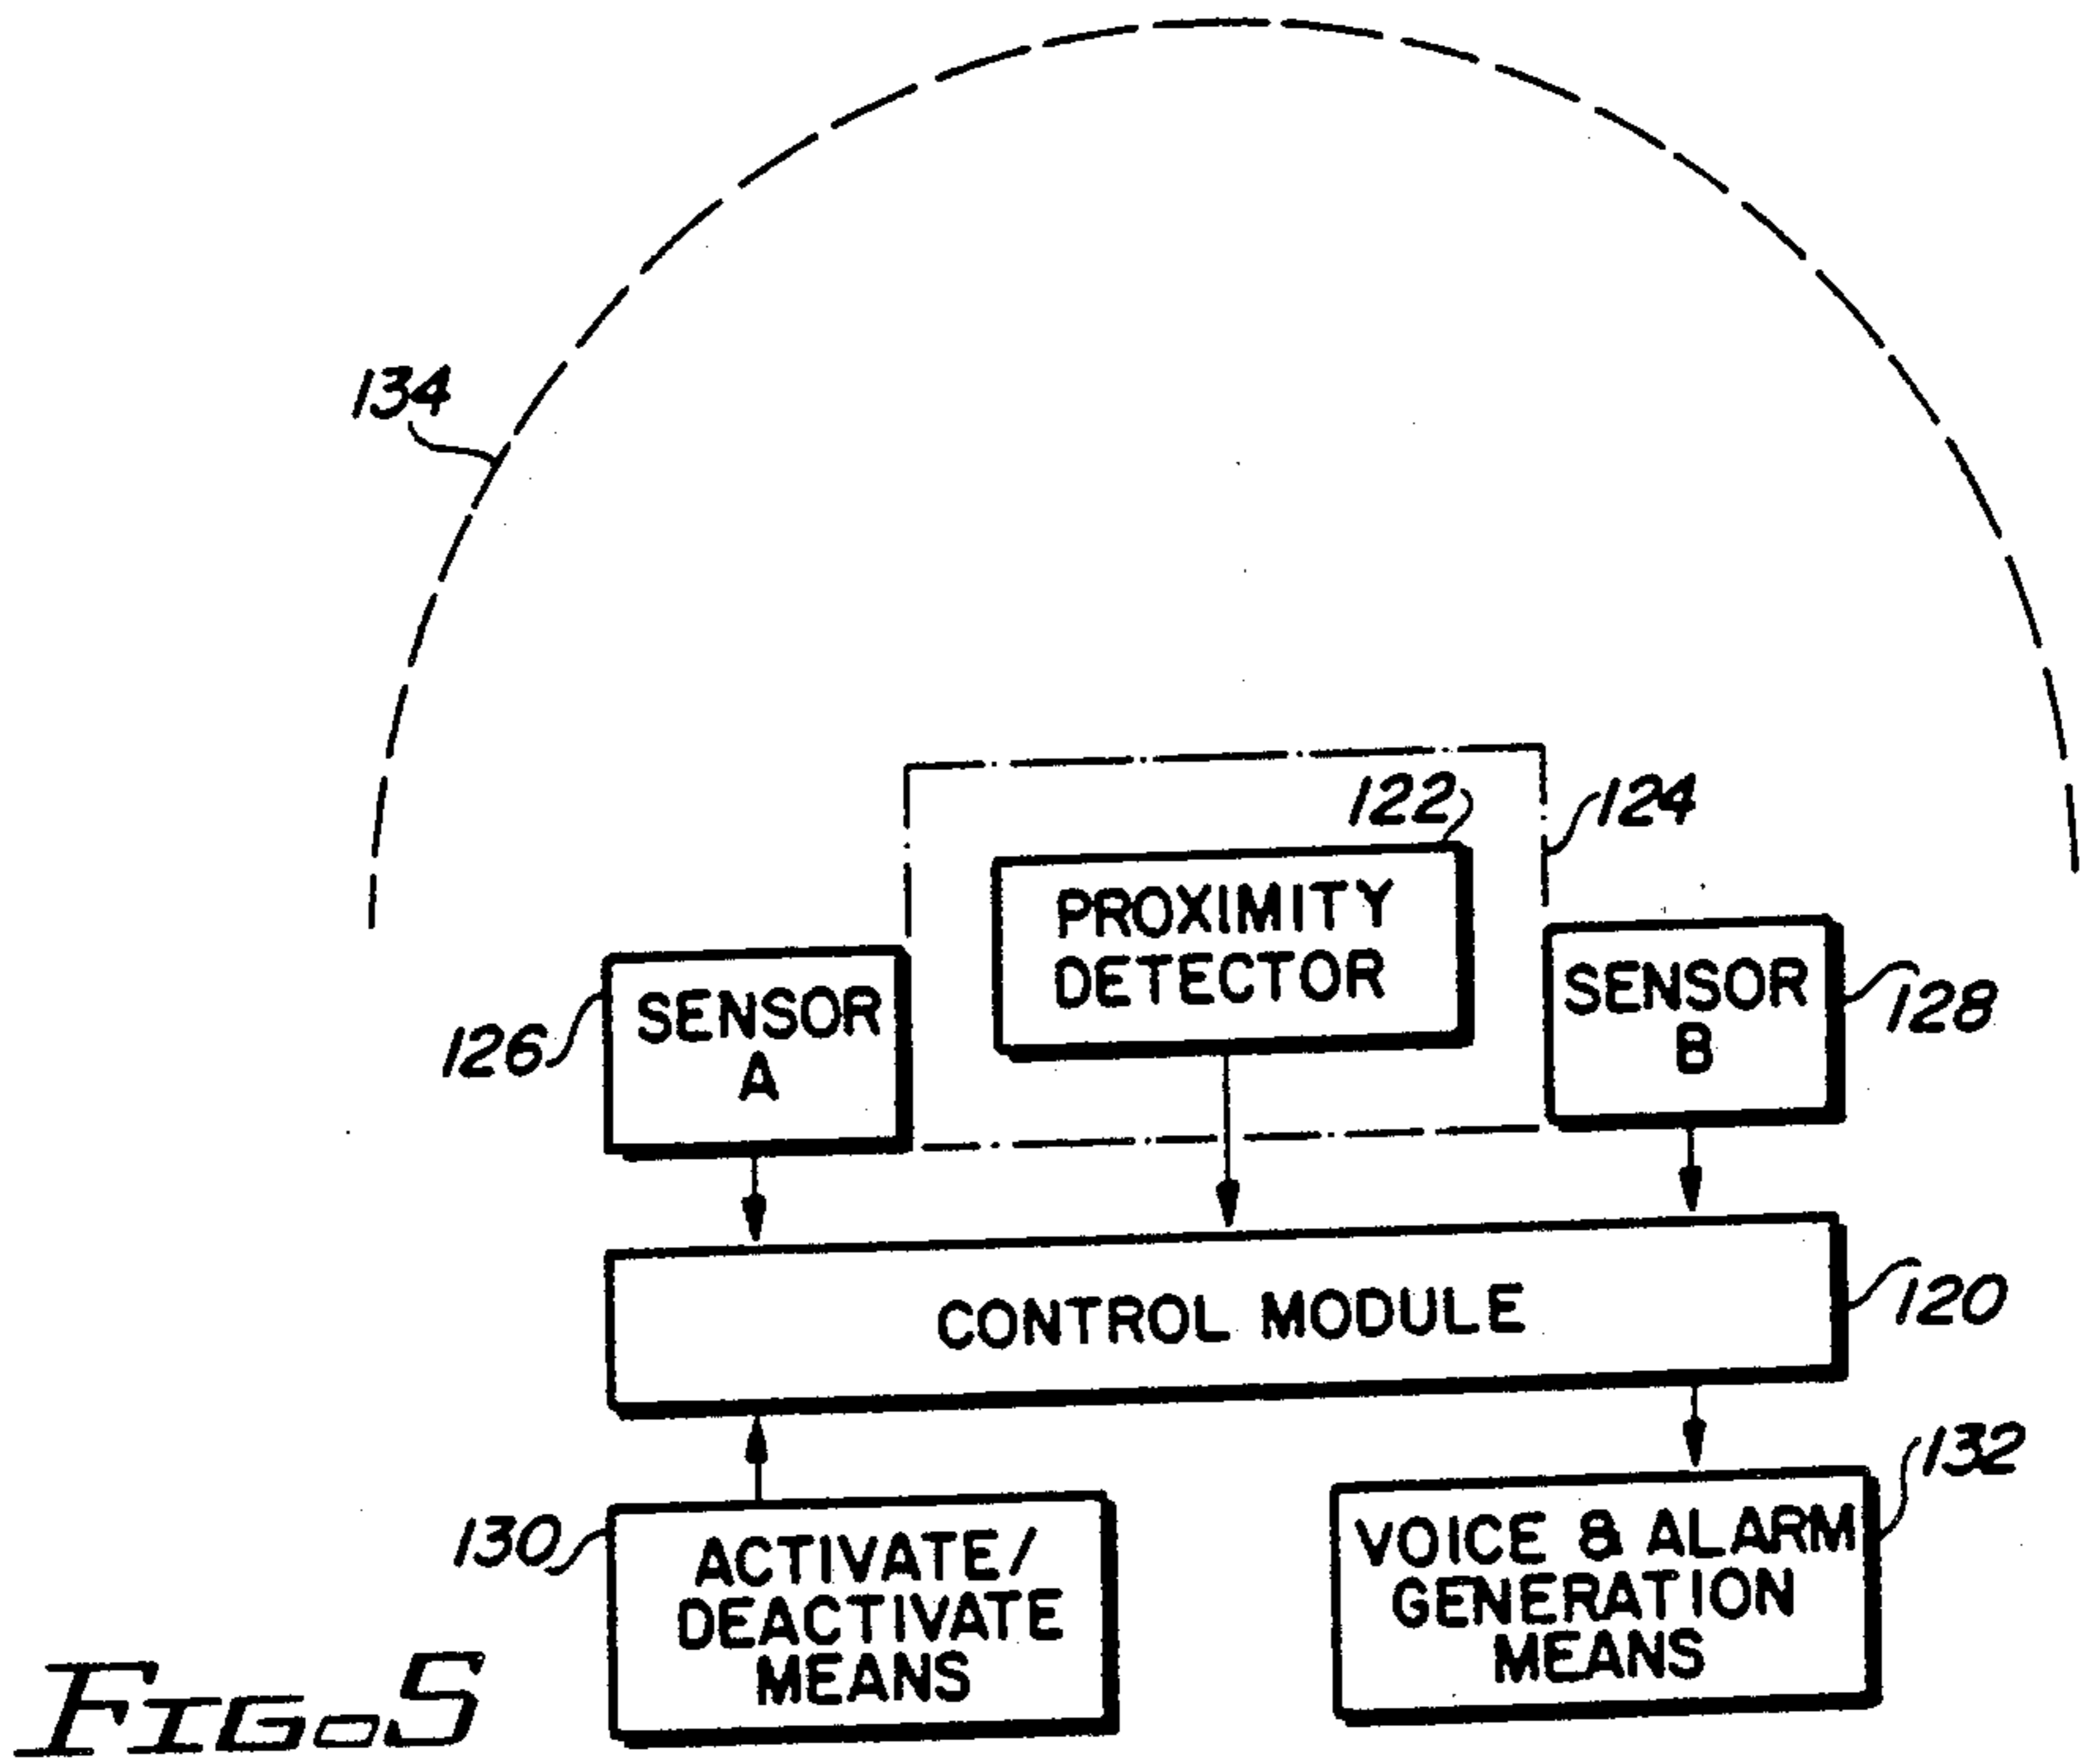 134
122
124
PROXIMITY
DETECTOR
SENSOR
A
126
SENSOR
B
128
CONTROL MODULE
120
130
ACTIVATE/
DEACTIVATE
MEANS
VOICE & ALARM
GENERATION
MEANS
132
FIG. 5